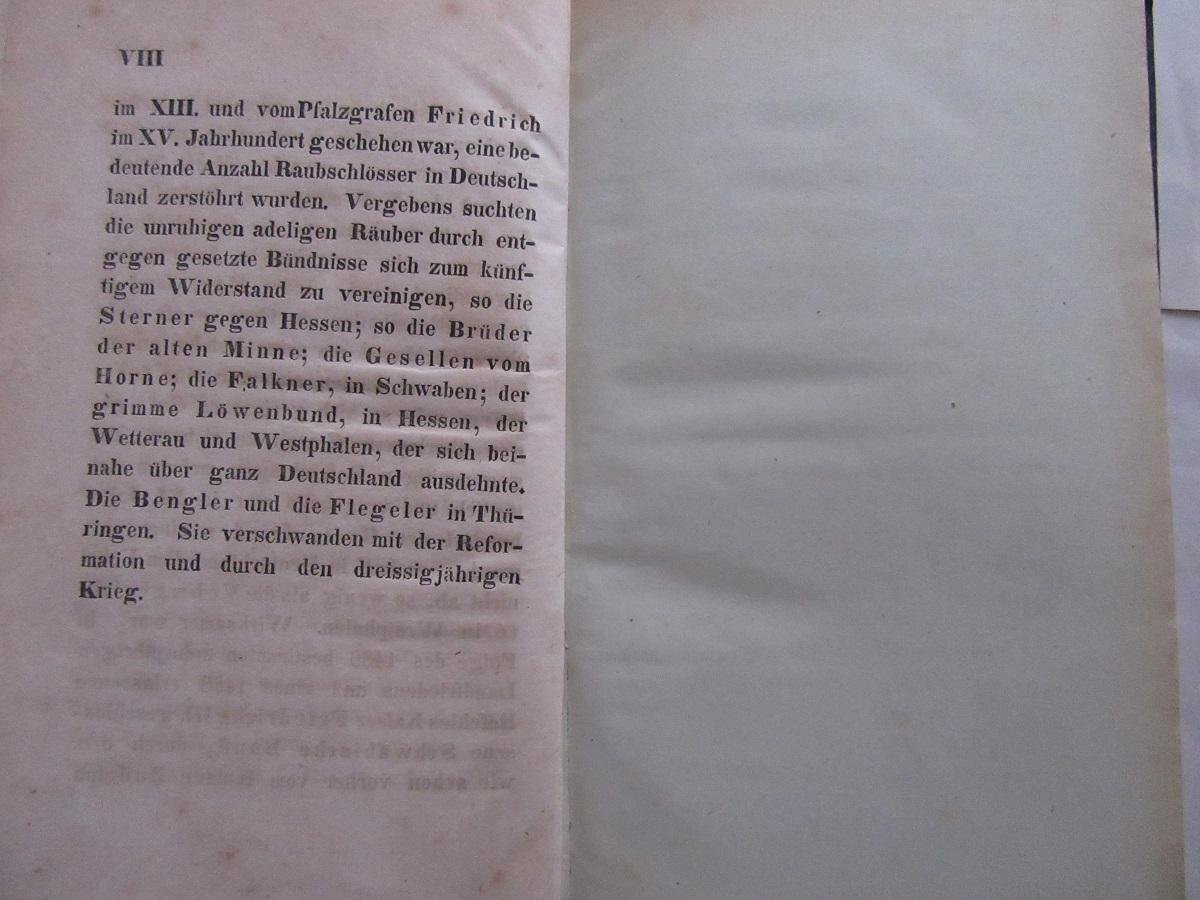 VIII
im XIII. und vom Pfalzgrafen Friedrich
im XV. Jahrhundert geschehen war, eine be-
deutende Anzahl Raubschlösser in Deutsch-
land zerstöhrt wurden. Vergebens suchten
die unruhigen adeligen Räuber durch ent-
gegen gesetzte Bündnisse sich zum künf-
tigem Widerstand zu vereinigen, so die
Sterner gegen Hessen; so die Brüder
der alten Minne; die Gesellen vom
Horne; die Falkner, in Schwaben; der
grimme Löwenbund, in Hessen, der
Wetterau und Westphalen, der sich bei-
nahe über ganz Deutschland ausdehnte.
Die Bengler und die Flegeler in Thü-
ringen. Sie verschwanden mit der Refor-
mation und durch den dreissigjährigen
Krieg.